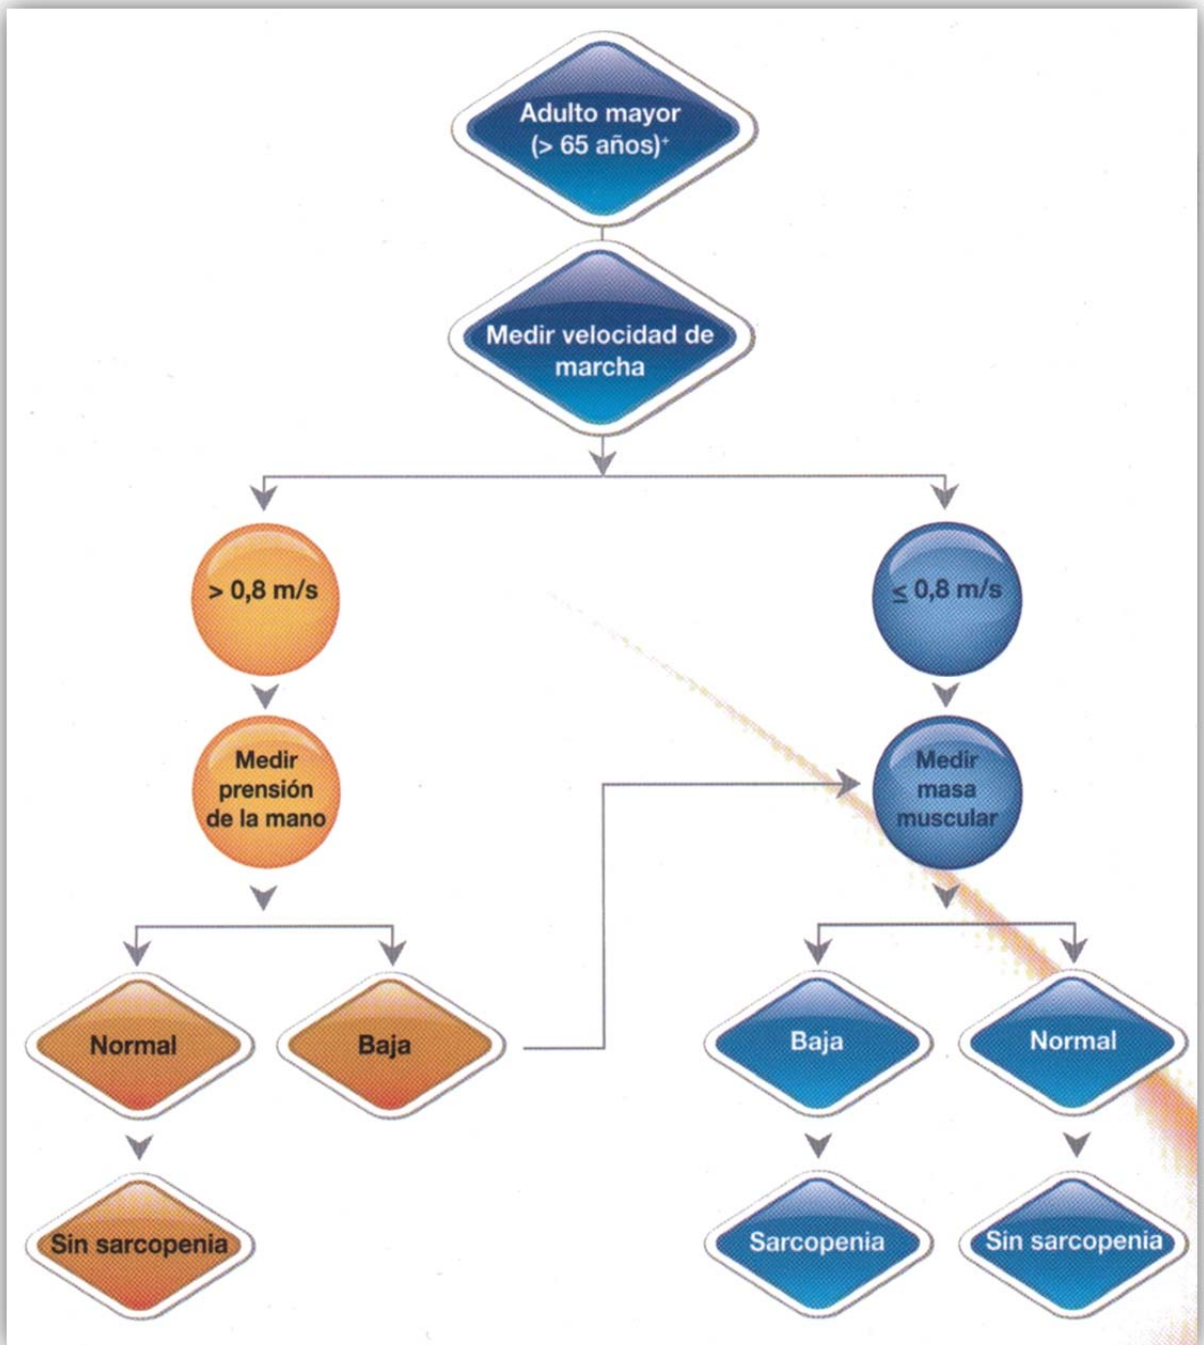 Adulto mayor
(> 65 años)+
Medir velocidad de
marcha
> 0,8 m/s
≤ 0,8 m/s
Medir
prensión
de la mano
Medir
masa
muscular
Normal
Baja
Baja
Normal
Sin sarcopenia
Sarcopenia
Sin sarcopenia